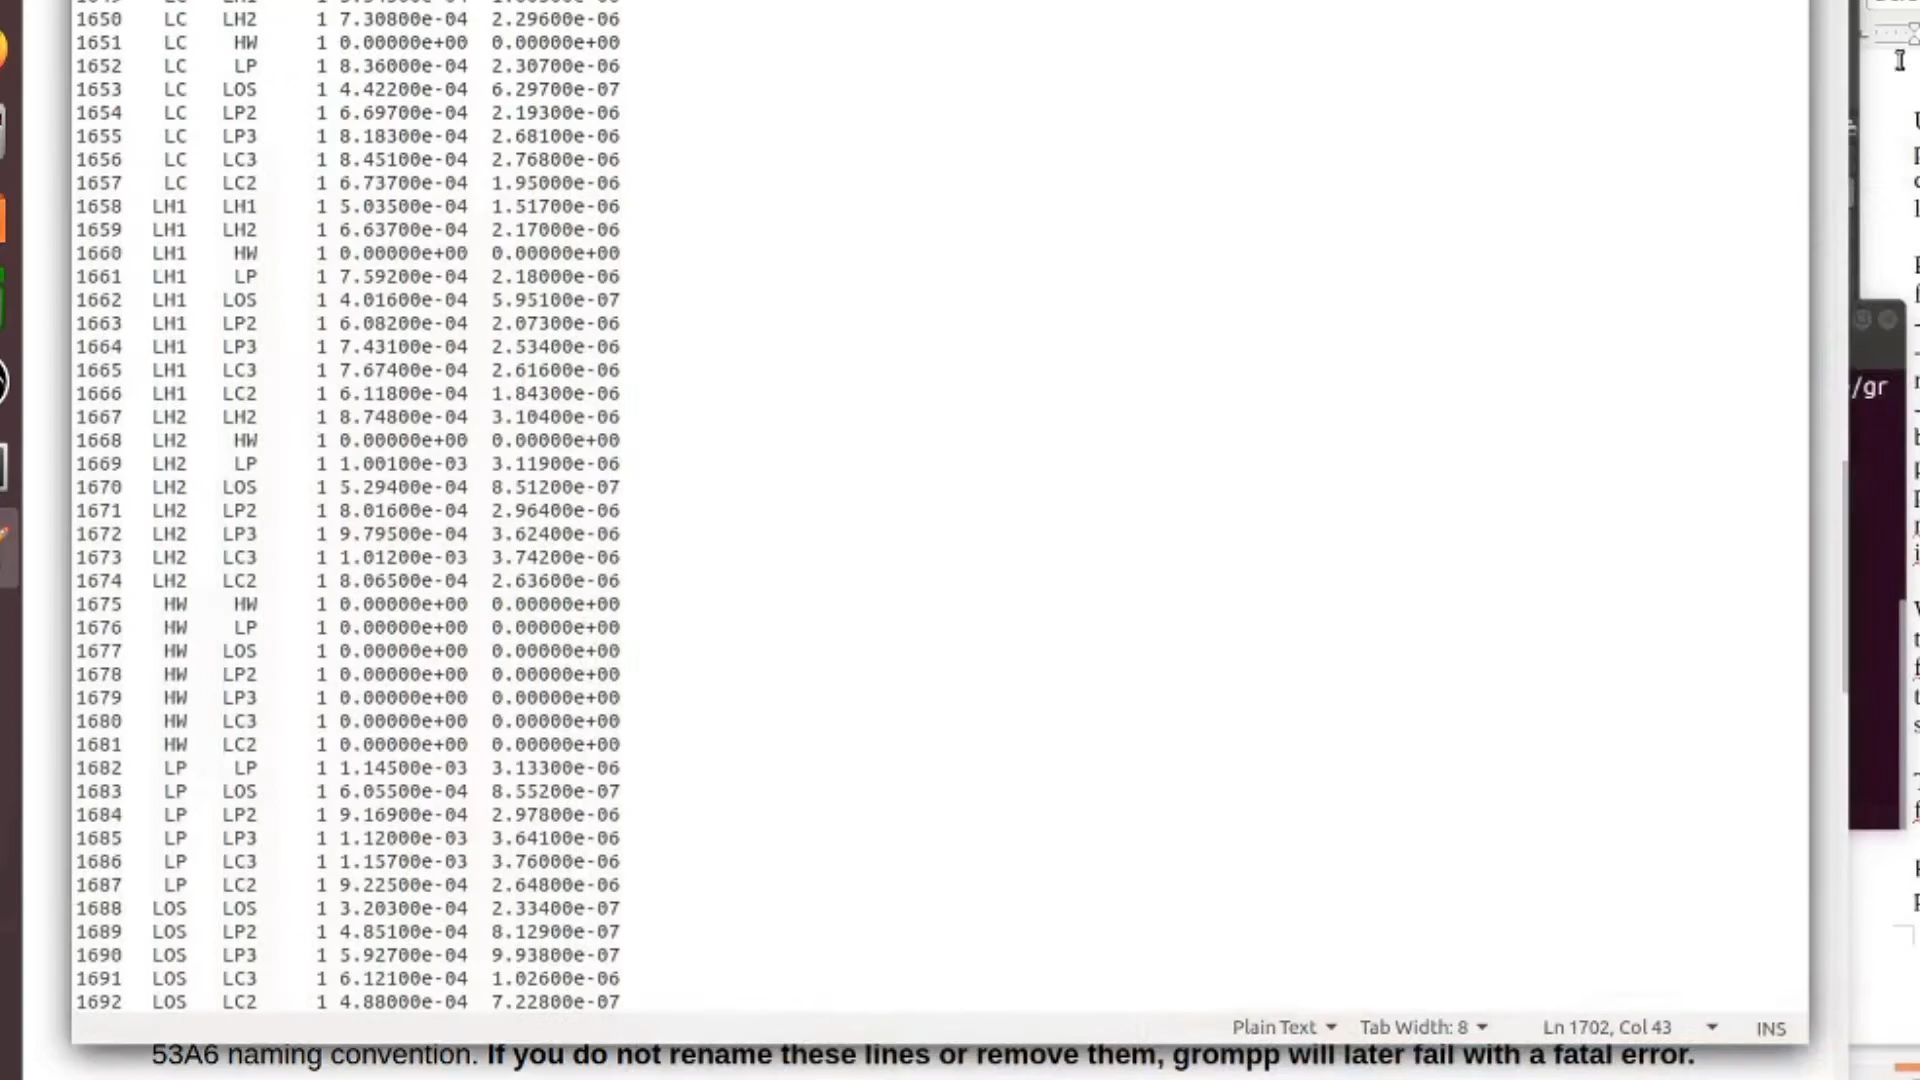 1650 LC LH2 1 7.30800e-04 2.29600e-06
1651 LC HW 1 0.00000e+00 0.00000e+00
1652 LC LP 1 8.36000e-04 2.30700e-06
1653 LC LOS 1 4.42200e-04 6.29700e-07
1654 LC LP2 1 6.69700e-04 2.19300e-06
1655 LC LP3 1 8.18300e-04 2.68100e-06
1656 LC LC3 1 8.45100e-04 2.76800e-06
1657 LC LC2 1 6.73700e-04 1.95000e-06
1658 LH1 LH1 1 5.03500e-04 1.51700e-06
1659 LH1 LH2 1 6.63700e-04 2.17000e-06
1660 LH1 HW 1 0.00000e+00 0.00000e+00
1661 LH1 LP 1 7.59200e-04 2.18000e-06
1662 LH1 LOS 1 4.01600e-04 5.95100e-07
1663 LH1 LP2 1 6.08200e-04 2.07300e-06
1664 LH1 LP3 1 7.43100e-04 2.53400e-06
1665 LH1 LC3 1 7.67400e-04 2.61600e-06
1666 LH1 LC2 1 6.11800e-04 1.84300e-06
1667 LH2 LH2 1 8.74800e-04 3.10400e-06
1668 LH2 HW 1 0.00000e+00 0.00000e+00
1669 LH2 LP 1 1.00100e-03 3.11900e-06
1670 LH2 LOS 1 5.29400e-04 8.51200e-07
1671 LH2 LP2 1 8.01600e-04 2.96400e-06
1672 LH2 LP3 1 9.79500e-04 3.62400e-06
1673 LH2 LC3 1 1.01200e-03 3.74200e-06
1674 LH2 LC2 1 8.06500e-04 2.63600e-06
1675 HW HW 1 0.00000e+00 0.00000e+00
1676 HW LP 1 0.00000e+00 0.00000e+00
1677 HW LOS 1 0.00000e+00 0.00000e+00
1678 HW LP2 1 0.00000e+00 0.00000e+00
1679 HW LP3 1 0.00000e+00 0.00000e+00
1680 HW LC3 1 0.00000e+00 0.00000e+00
1681 HW LC2 1 0.00000e+00 0.00000e+00
1682 LP LP 1 1.14500e-03 3.13300e-06
1683 LP LOS 1 6.05500e-04 8.55200e-07
1684 LP LP2 1 9.16900e-04 2.97800e-06
1685 LP LP3 1 1.12000e-03 3.64100e-06
1686 LP LC3 1 1.15700e-03 3.76000e-06
1687 LP LC2 1 9.22500e-04 2.64800e-06
1688 LOS LOS 1 3.20300e-04 2.33400e-07
1689 LOS LP2 1 4.85100e-04 8.12900e-07
1690 LOS LP3 1 5.92700e-04 9.93800e-07
1691 LOS LC3 1 6.12100e-04 1.02600e-06
1692 LOS LC2 1 4.88000e-04 7.22800e-07
Plain Text Tab Width: 8 Ln 1702, Col 43 INS
53A6 naming convention. If you do not rename these lines or remove them, grompp will later fail with a fatal error.
/gr